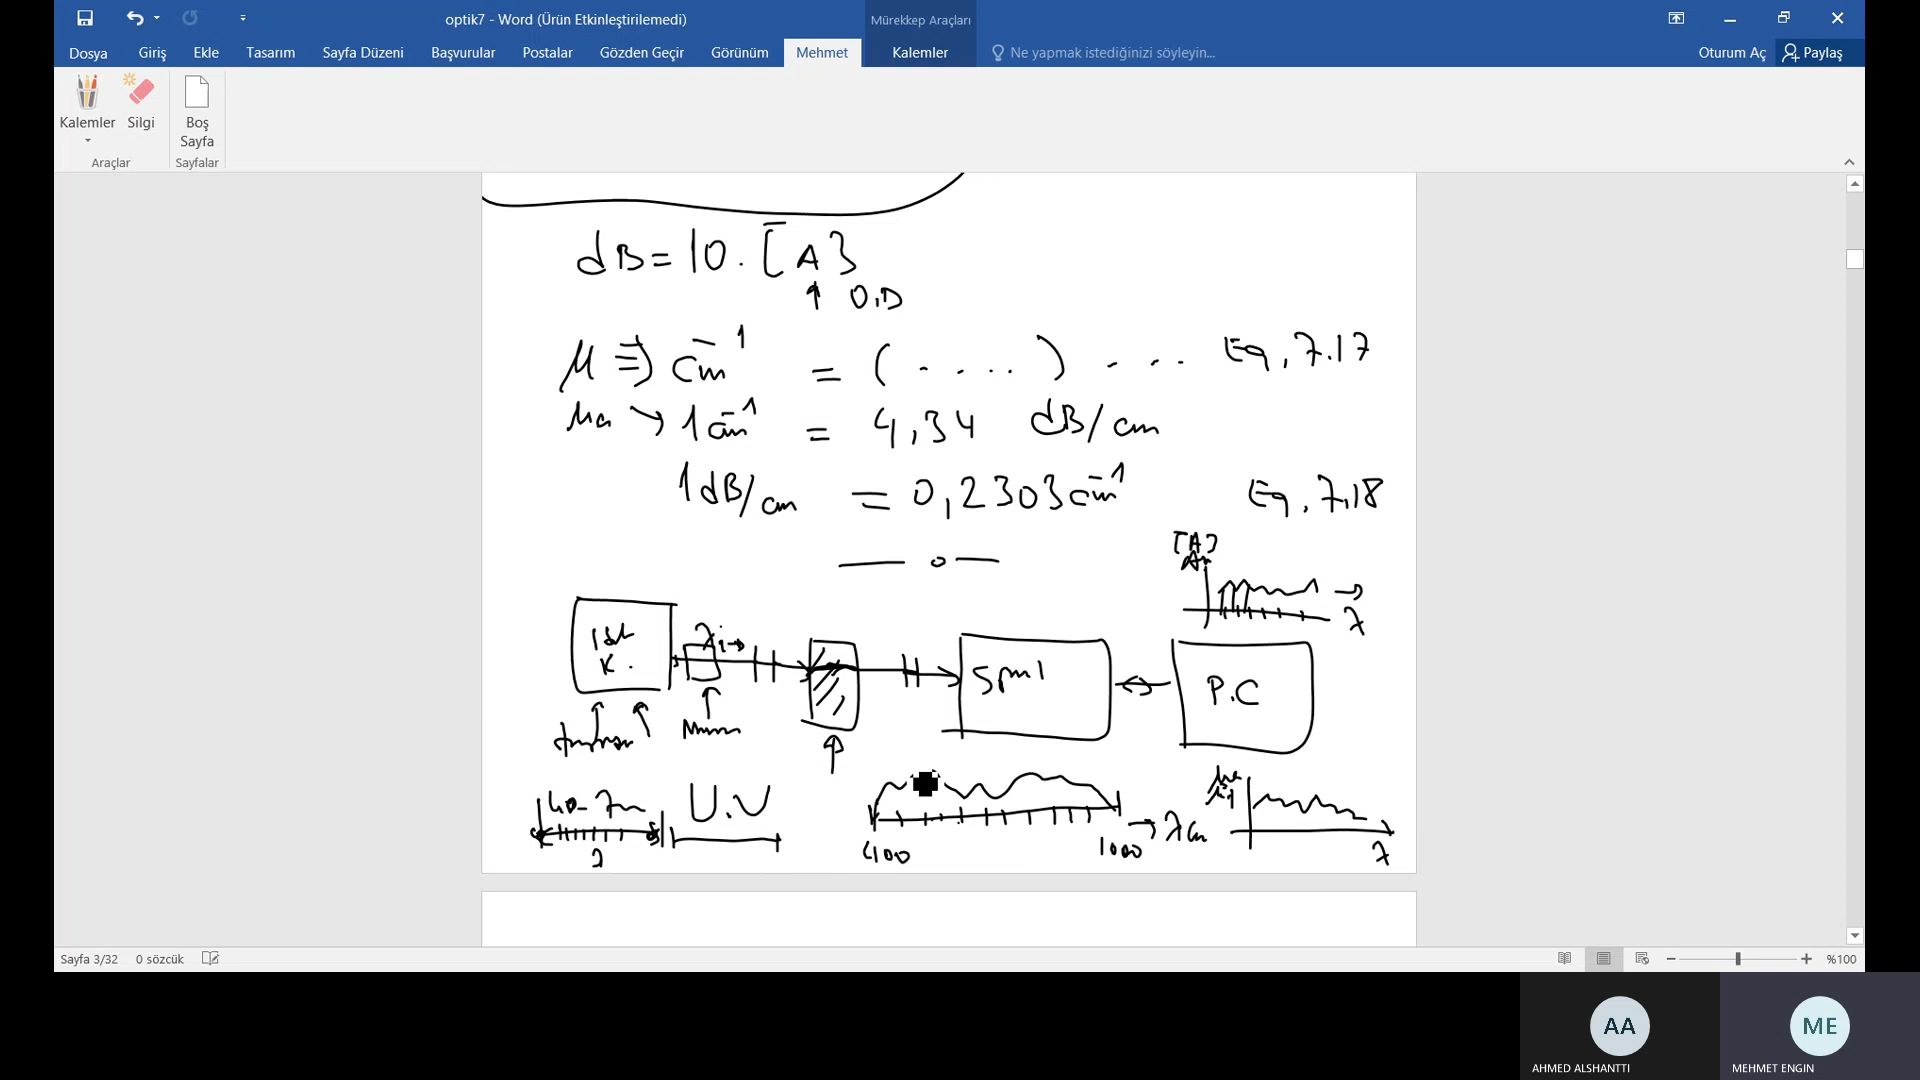 optik7 - Word (Ürün Etkinleştirilemedi)
Mürekkep Araçları
Dosya Giriş Ekle Tasarım Sayfa Düzeni Başvurular Postalar Gözden Geçir Görünüm Mehmet Kalemler Ne yapmak istediğinizi söyleyin... Oturum Aç Paylaş
Kalemler Silgi Boş Sayfa
Araçlar Sayfalar
dB = 10 . [A]
↑ O.D
μ ⇒ cm⁻¹ = (. . . . .) . . . . Eq. 7.17
μa → 1 cm⁻¹ = 4,34 dB/cm
1 dB/cm = 0,2303 cm⁻¹ Eq. 7.18
[A]
λ
Işık K.
λi →
P.C
U.V
λ
400
1000
→ λ
λ
Sayfa 3/32 0 sözcük %100
AA ME
AHMED ALSHANTTI MEHMET ENGIN